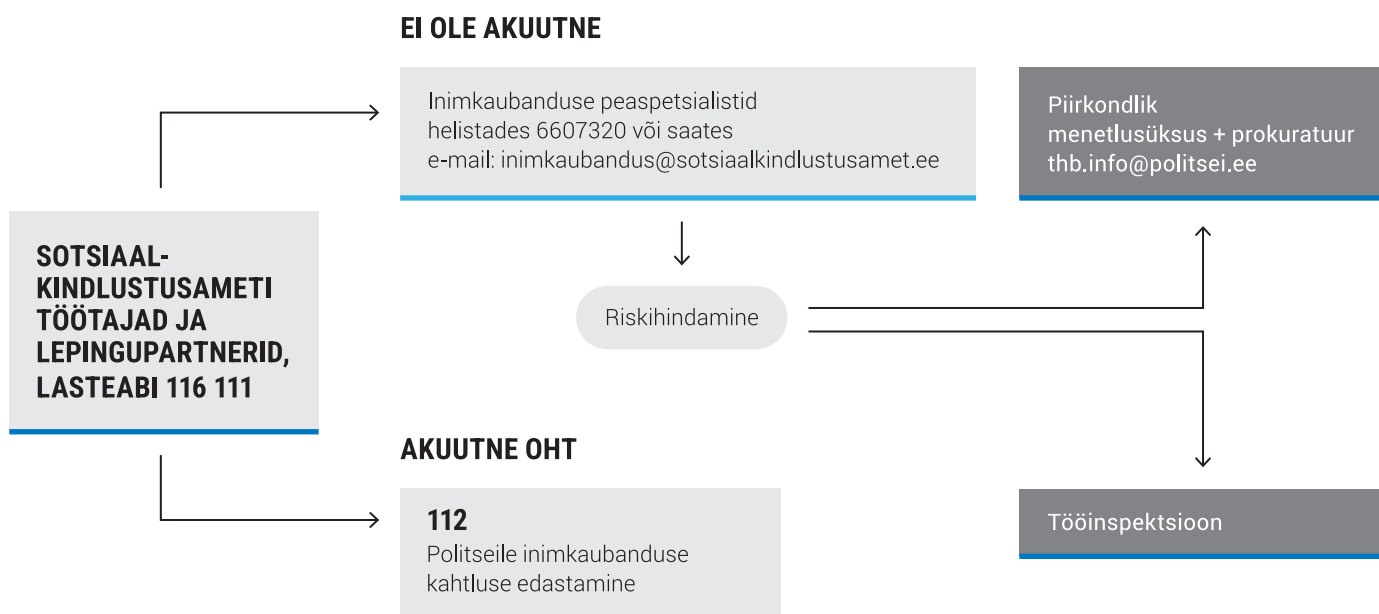 EI OLE AKUUTNE
Inimkaubanduse peaspetsialistid
helistades 6607320 või saates
e-mail: inimkaubandus@sotsiaalkindlustusamet.ee
Piirkondlik
menetlusüksus + prokuratuur
thb.info@politsei.ee
SOTSIAAL-
KINDLUSTUSAMETI
TÖÖTAJAD JA
LEPINGUPARTNERID,
LASTEABI 116 111
Riskihindamine
AKUUTNE OHT
112
Politseile inimkaubanduse
kahtluse edastamine
Tööinspektsioon